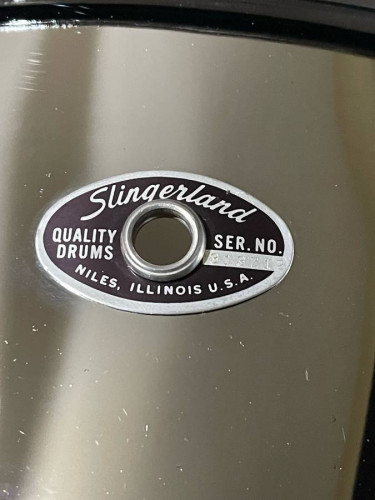 Slingerland
QUALITY
DRUMS
SER. NO.
NILES, ILLINOIS U.S.A.